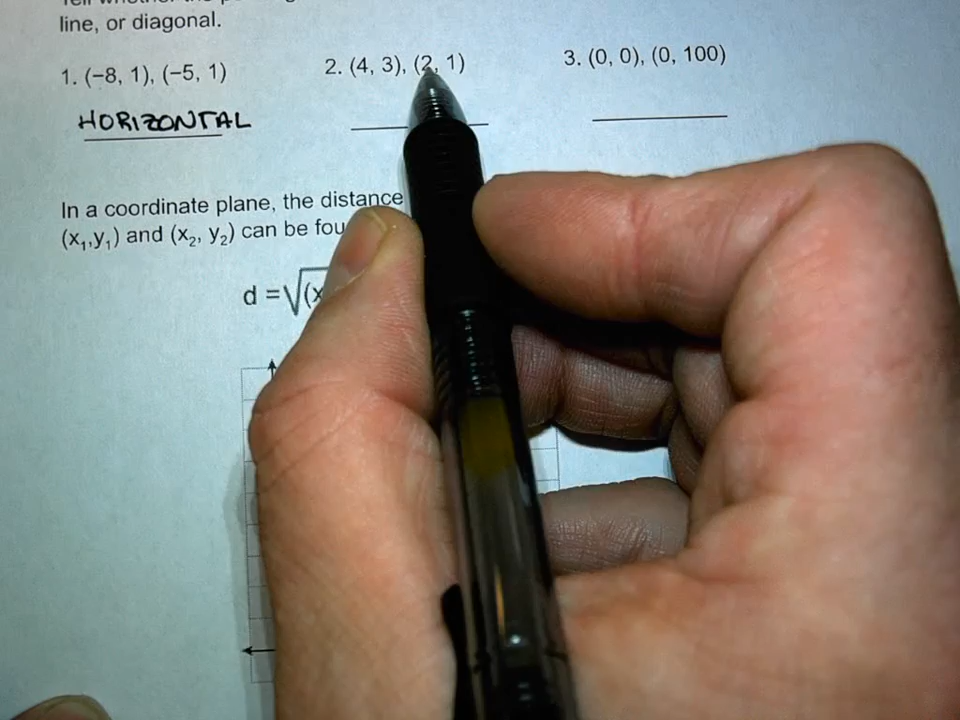 line, or diagonal.
1. (−8, 1), (−5, 1) 2. (4, 3), (2, 1) 3. (0, 0), (0, 100)
HORIZONTAL
In a coordinate plane, the distance
(x₁,y₁) and (x₂, y₂) can be fou
d = √(x